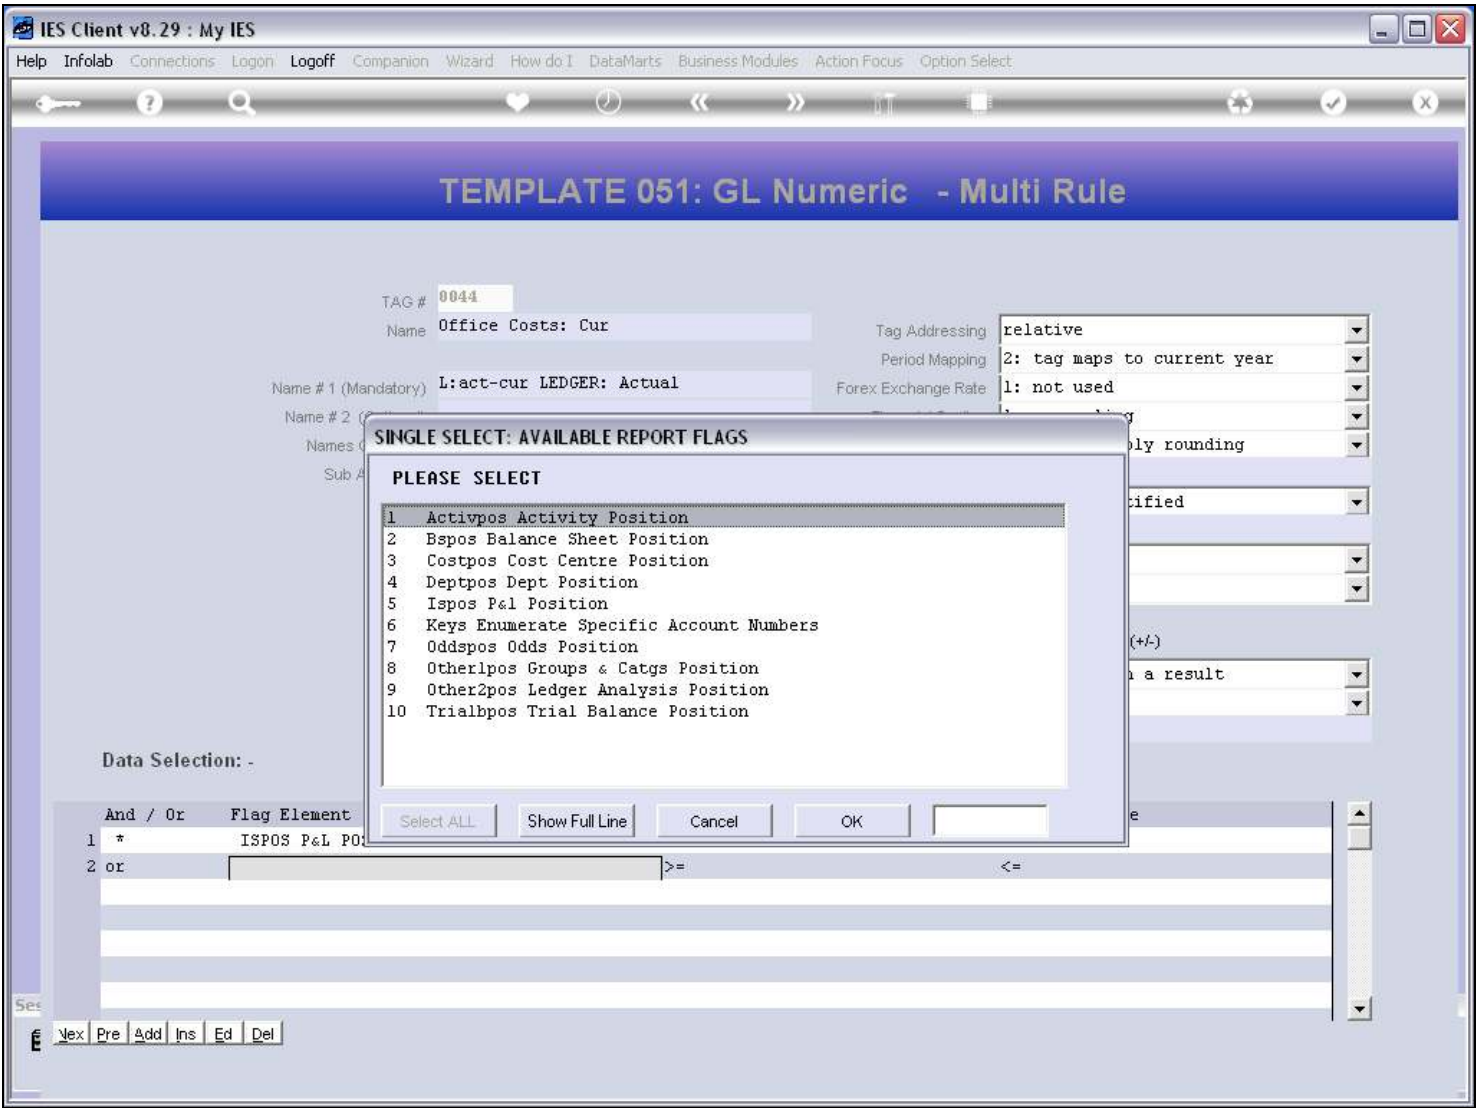 IES Client v8.29 : My IES
Help Infolab Connections Logon Logoff Companion Wizard How do I DataMarts Business Modules Action Focus Option Select
TEMPLATE 051: GL Numeric - Multi Rule
TAG # 0044
Name Office Costs: Cur
Tag Addressing relative
Period Mapping 2: tag maps to current year
Name # 1 (Mandatory) L:act-cur LEDGER: Actual
Forex Exchange Rate 1: not used
Name # 2
Names
Sub
SINGLE SELECT: AVAILABLE REPORT FLAGS
rounding
PLEASE SELECT
1 Activpos Activity Position
2 Bspos Balance Sheet Position
3 Costpos Cost Centre Position
4 Deptpos Dept Position
5 Ispos P&l Position
6 Keys Enumerate Specific Account Numbers
7 Oddspos Odds Position
8 Other1pos Groups & Catgs Position
9 Other2pos Ledger Analysis Position
10 Trialbpos Trial Balance Position
(+/-)
a result
Data Selection: -
Select ALL Show Full Line Cancel OK
And / Or Flag Element
1 * ISPOS P&L
2 or >= <=
Nex Pre Add Ins Ed Del